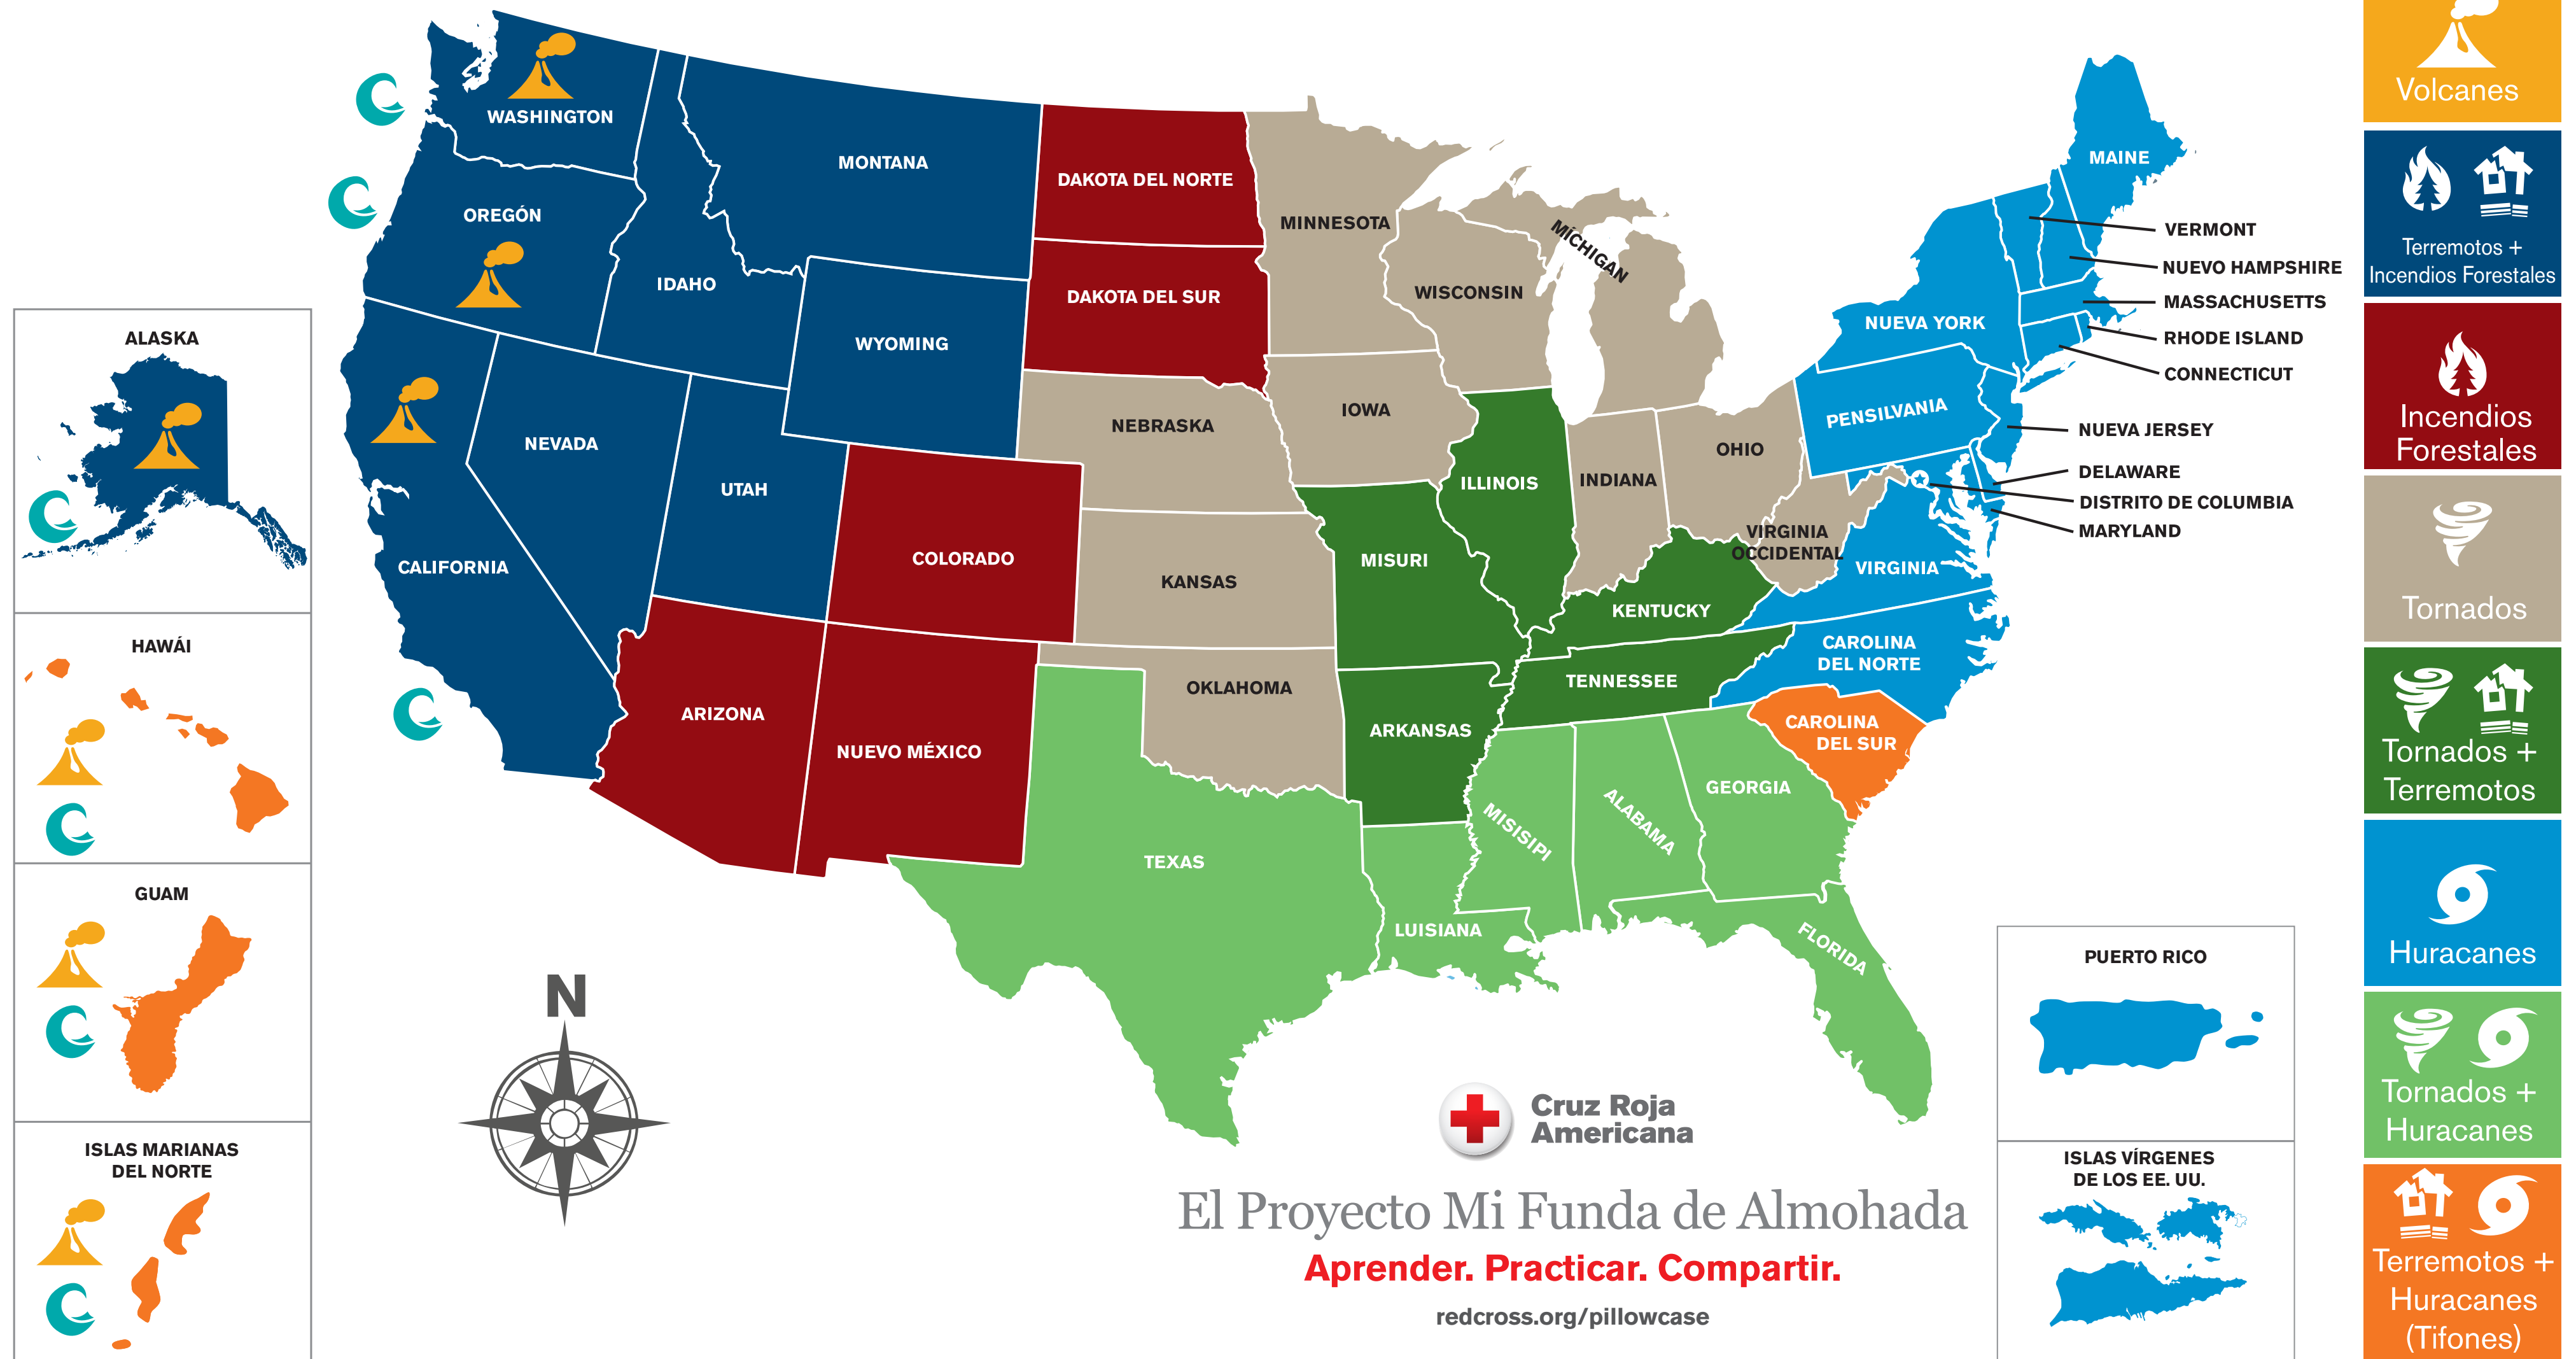 WASHINGTON
OREGÓN
CALIFORNIA
NEVADA
IDAHO
MONTANA
WYOMING
UTAH
COLORADO
ARIZONA
NUEVO MÉXICO
DAKOTA DEL NORTE
DAKOTA DEL SUR
NEBRASKA
KANSAS
OKLAHOMA
TEXAS
MINNESOTA
IOWA
MISURI
ARKANSAS
LUISIANA
WISCONSIN
ILLINOIS
MÍCHIGAN
INDIANA
OHIO
KENTUCKY
TENNESSEE
MISISIPI
ALABAMA
GEORGIA
FLORIDA
CAROLINA
DEL SUR
CAROLINA
DEL NORTE
VIRGINIA
VIRGINIA
OCCIDENTAL
PENSILVANIA
NUEVA YORK
MAINE
VERMONT
NUEVO HAMPSHIRE
MASSACHUSETTS
RHODE ISLAND
CONNECTICUT
NUEVA JERSEY
DELAWARE
DISTRITO DE COLUMBIA
MARYLAND
ALASKA
HAWÁI
GUAM
ISLAS MARIANAS
DEL NORTE
N
PUERTO RICO
ISLAS VÍRGENES
DE LOS EE. UU.
Cruz Roja
Americana
El Proyecto Mi Funda de Almohada
Aprender. Practicar. Compartir.
redcross.org/pillowcase
Volcanes
Terremotos +
Incendios Forestales
Incendios
Forestales
Tornados
Tornados +
Terremotos
Huracanes
Tornados +
Huracanes
Terremotos +
Huracanes
(Tifones)